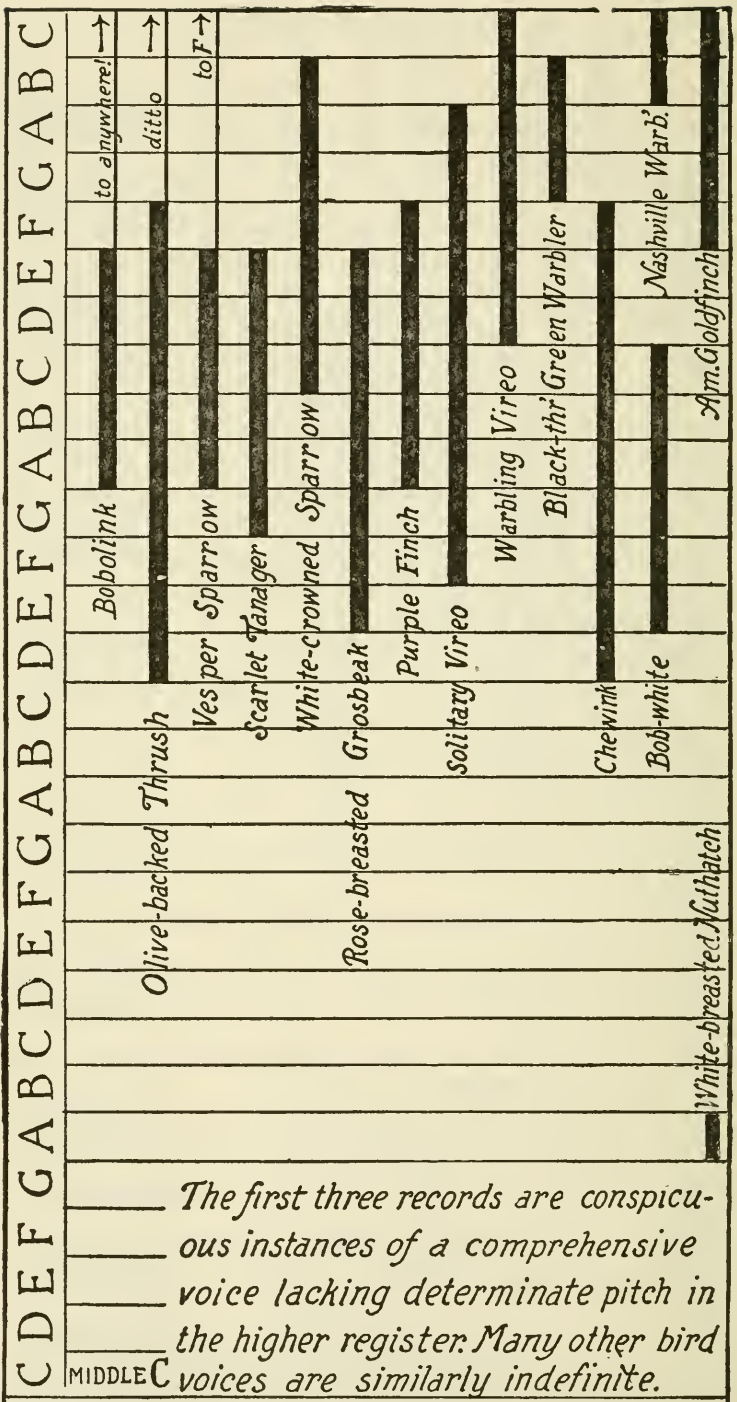 C D E F G A B C D E F G A B C D E F G A B C D E F G A B C
Bobolink
to anywhere! →
Olive-backed Thrush
ditto →
Vesper Sparrow
to F →
Scarlet Tanager
White-crowned Sparrow
Rose-breasted Grosbeak
Purple Finch
Solitary Vireo
Warbling Vireo
Black-thr' Green Warbler
Chewink
Bob-white
Nashville Warb.'
White-breasted Nuthatch
Am. Goldfinch
The first three records are conspicu-
ous instances of a comprehensive
voice lacking determinate pitch in
the higher register. Many other bird
MIDDLE C voices are similarly indefinite.